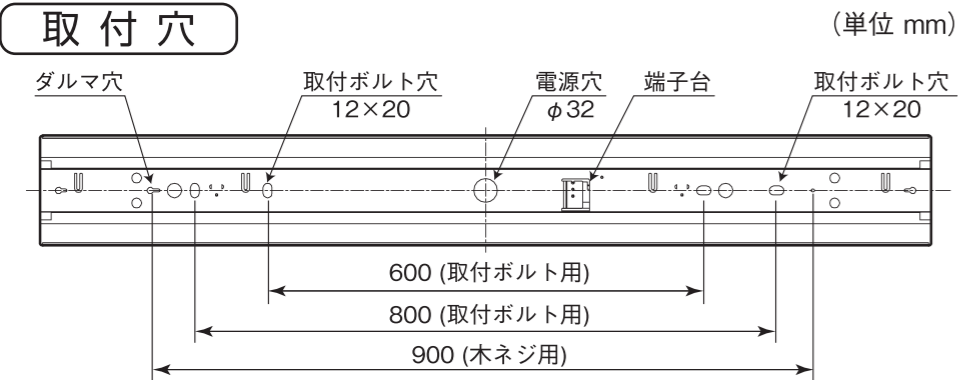 取付穴
(単位 mm)
ダルマ穴
取付ボルト穴
12×20
電源穴
φ32
端子台
取付ボルト穴
12×20
600 (取付ボルト用)
800 (取付ボルト用)
900 (木ネジ用)